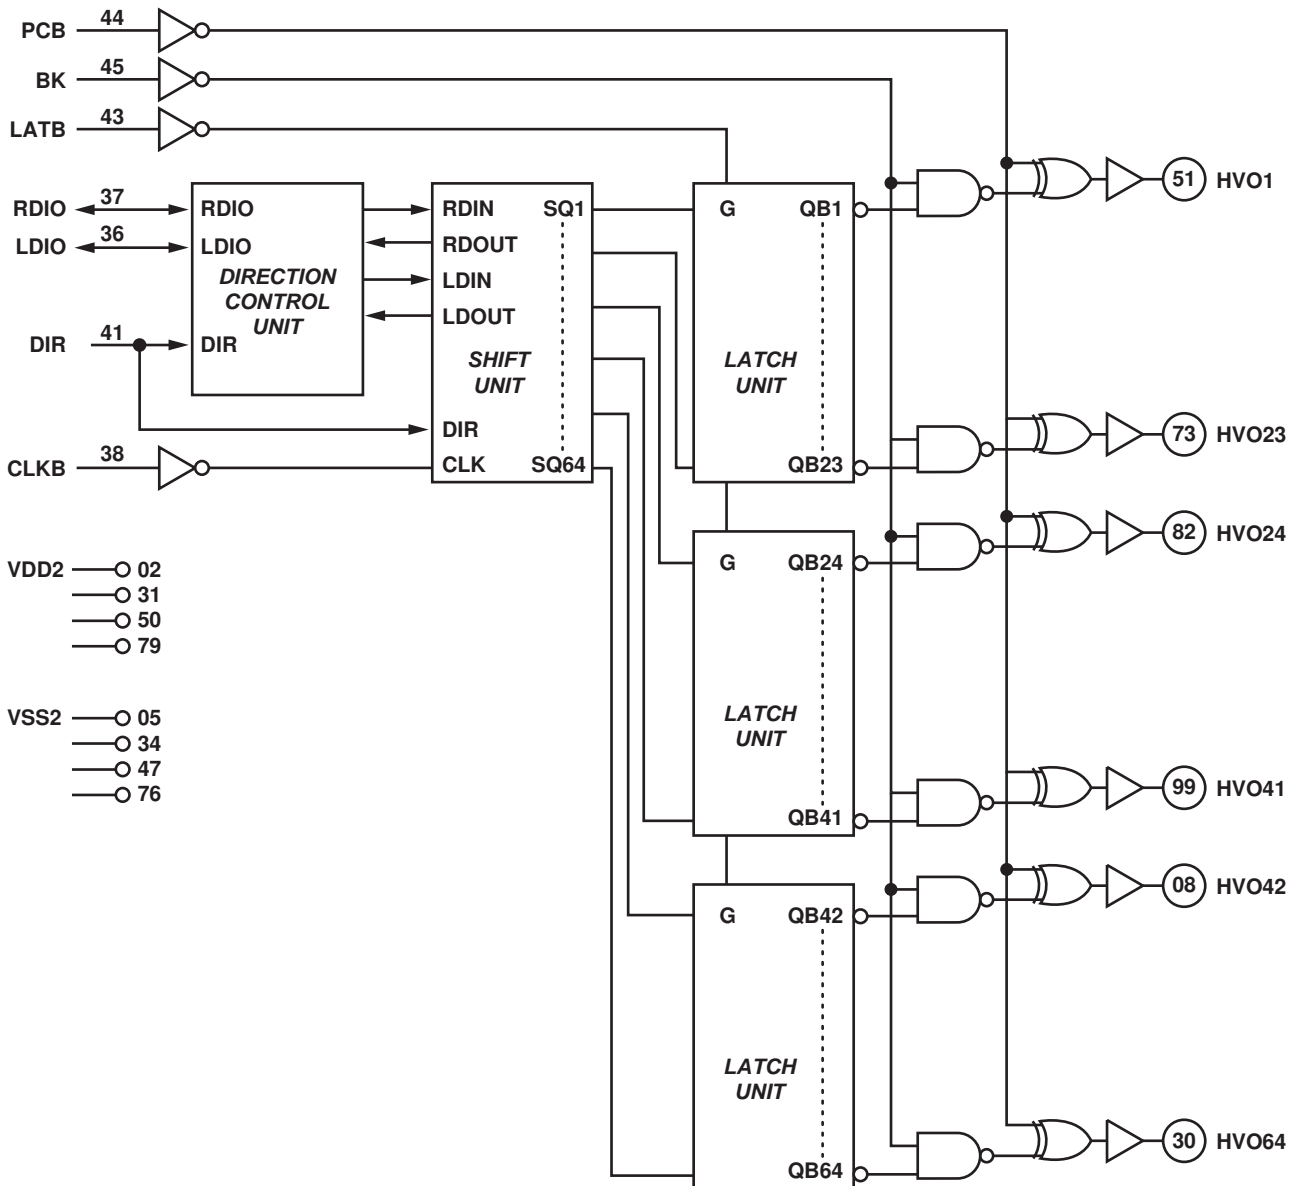 PCB 44
BK 45
LATB 43
51 HVO1
RDIO 37 RDIO RDIN SQ1 G QB1
LDIO 36 LDIO RDOUT
DIRECTION
CONTROL
UNIT
LDIN
LDOUT
DIR 41 DIR
SHIFT
UNIT
LATCH
UNIT
DIR
73 HVO23
CLKB 38 CLK SQ64 QB23
82 HVO24
G QB24
VDD2 02
31
50
79
VSS2 05
34
47
76
LATCH
UNIT
99 HVO41
QB41
08 HVO42
G QB42
LATCH
UNIT
30 HVO64
QB64